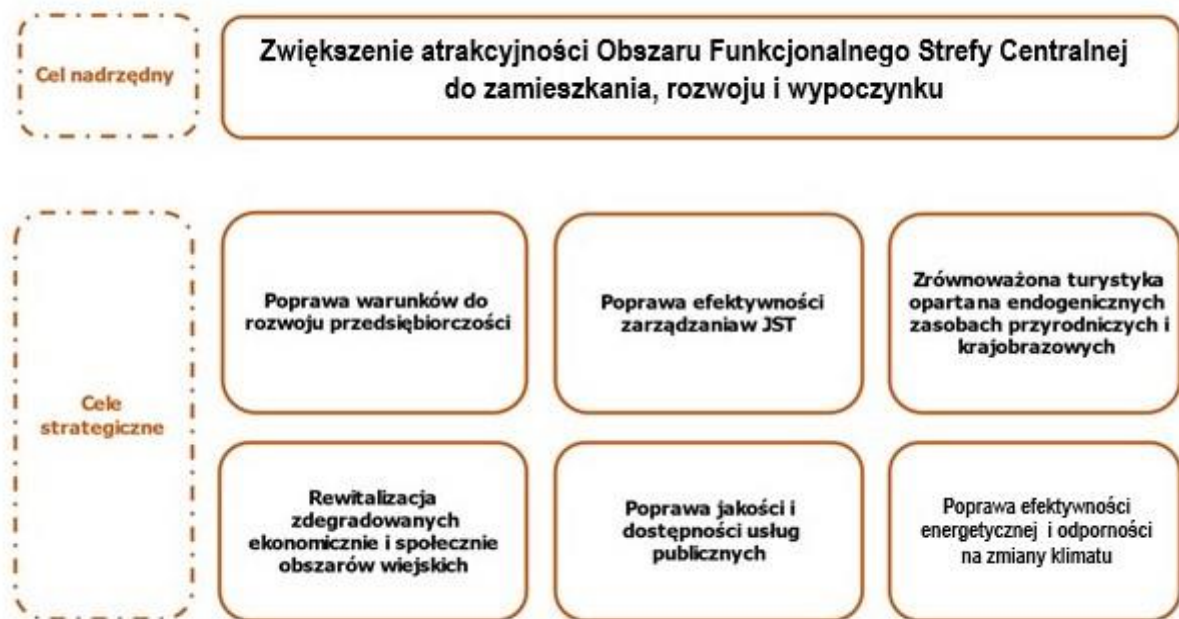 Cel nadrzędny
Zwiększenie atrakcyjności Obszaru Funkcjonalnego Strefy Centralnej
do zamieszkania, rozwoju i wypoczynku
Cele
strategiczne
Poprawa warunków do
rozwoju przedsiębiorczości
Poprawa efektywności
zarządzaniaw JST
Zrównoważona turystyka
opartana endogenicznych
zasobach przyrodniczych i
krajobrazowych
Rewitalizacja
zdegradowanych
ekonomicznie i społecznie
obszarów wiejskich
Poprawa jakości i
dostępności usług
publicznych
Poprawa efektywności
energetycznej i odporności
na zmiany klimatu